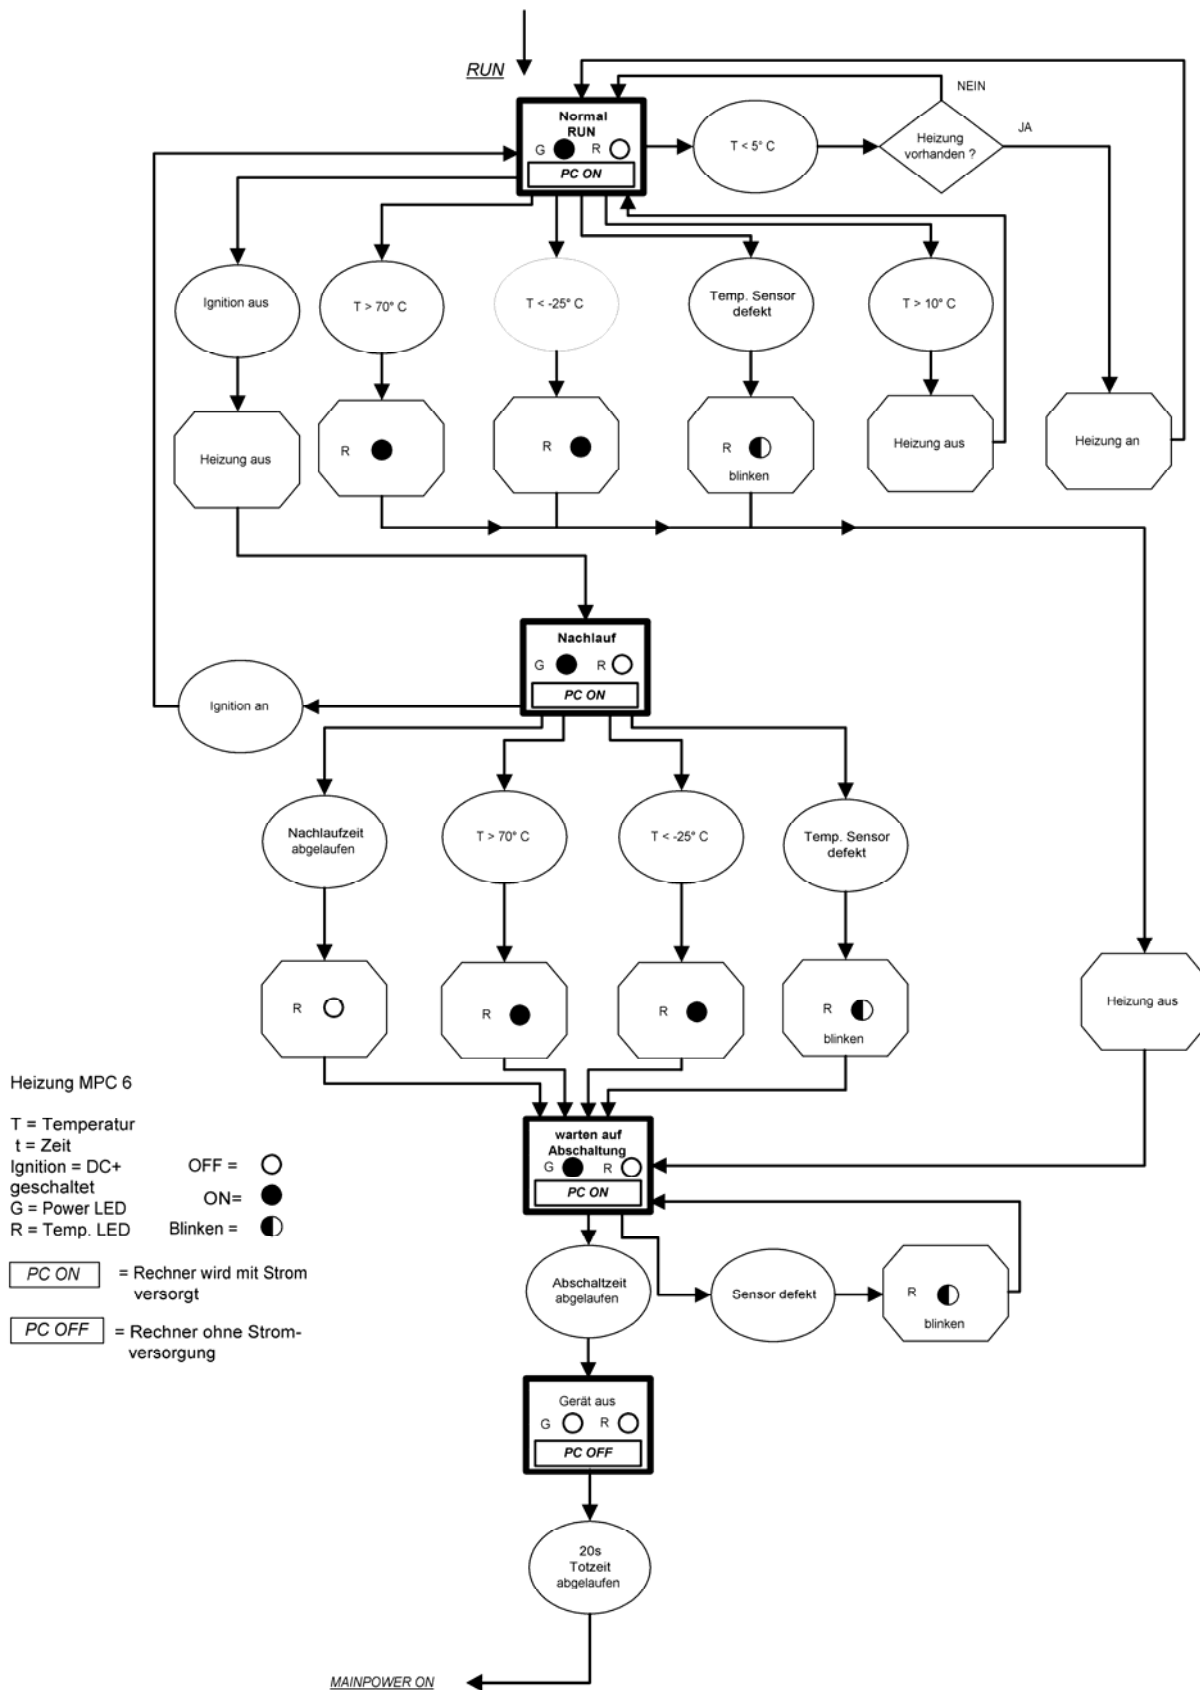 RUN
NEIN
Normal
RUN
G R
PC ON
T < 5° C
Heizung
vorhanden ?
JA
Ignition aus
T > 70° C
T < -25° C
Temp. Sensor
defekt
T > 10° C
Heizung aus
R
R
R
blinken
Heizung aus
Heizung an
Nachlauf
G R
PC ON
Ignition an
Nachlaufzeit
abgelaufen
T > 70° C
T < -25° C
Temp. Sensor
defekt
R
R
R
R
blinken
Heizung aus
Heizung MPC 6
T = Temperatur
t = Zeit
Ignition = DC+
geschaltet
G = Power LED
R = Temp. LED
OFF =
ON=
Blinken =
PC ON = Rechner wird mit Strom
versorgt
PC OFF = Rechner ohne Strom-
versorgung
warten auf
Abschaltung
G R
PC ON
Abschaltzeit
abgelaufen
Sensor defekt
R
blinken
Gerät aus
G R
PC OFF
20s
Totzeit
abgelaufen
MAINPOWER ON